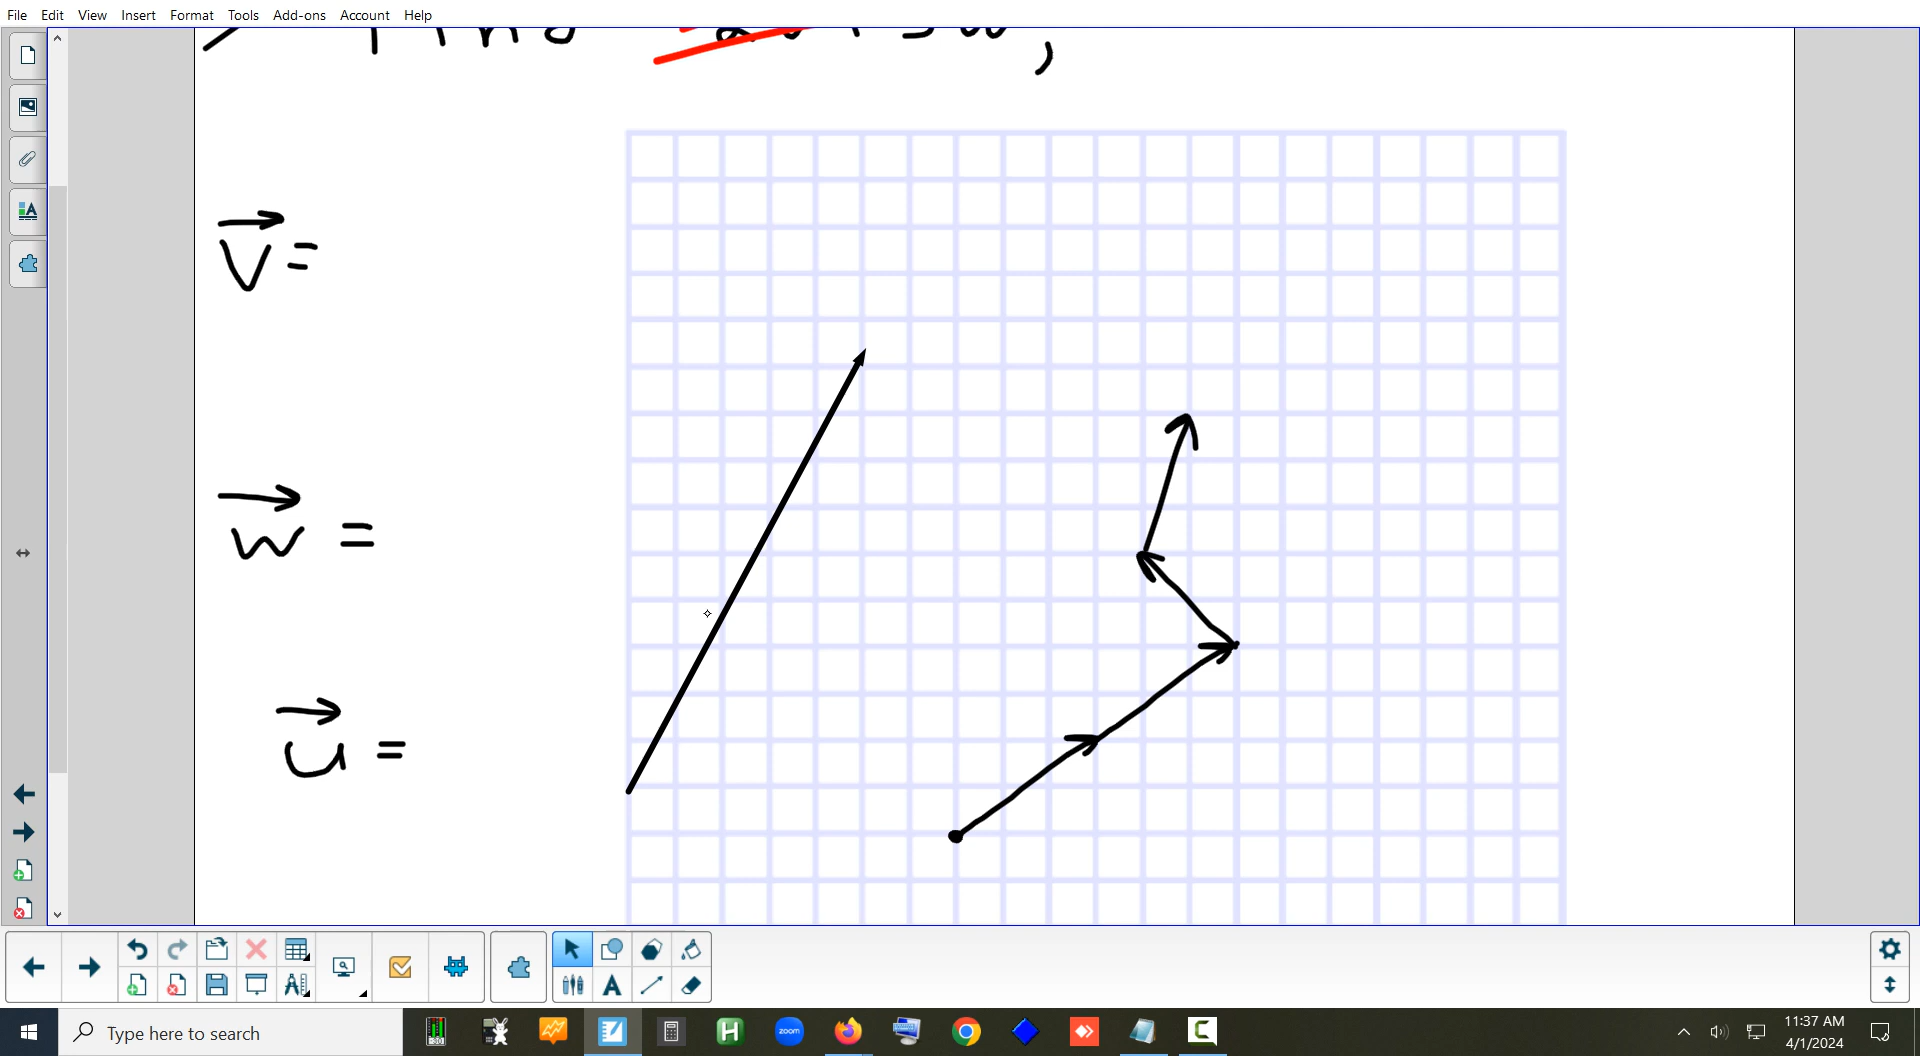 File Edit View Insert Format Tools Add-ons Account Help
v =
w =
u =
Type here to search
zoom
11:37 AM
4/1/2024